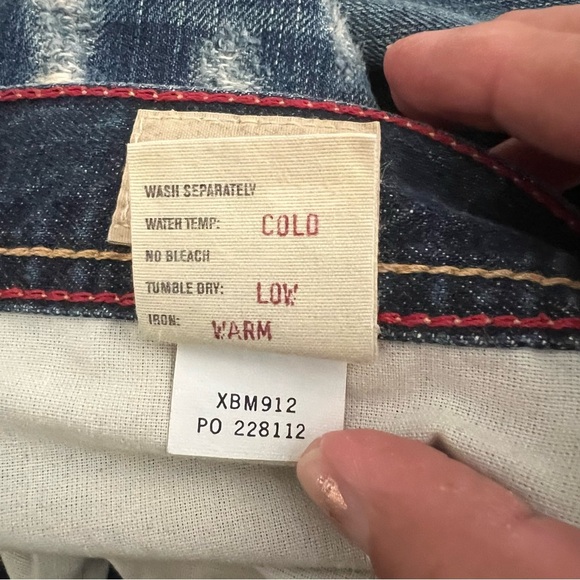 WASH SEPARATELY
WATER TEMP: COLD
NO BLEACH
TUMBLE DRY: LOW
IRON: WARM
XBM912
PO 228112